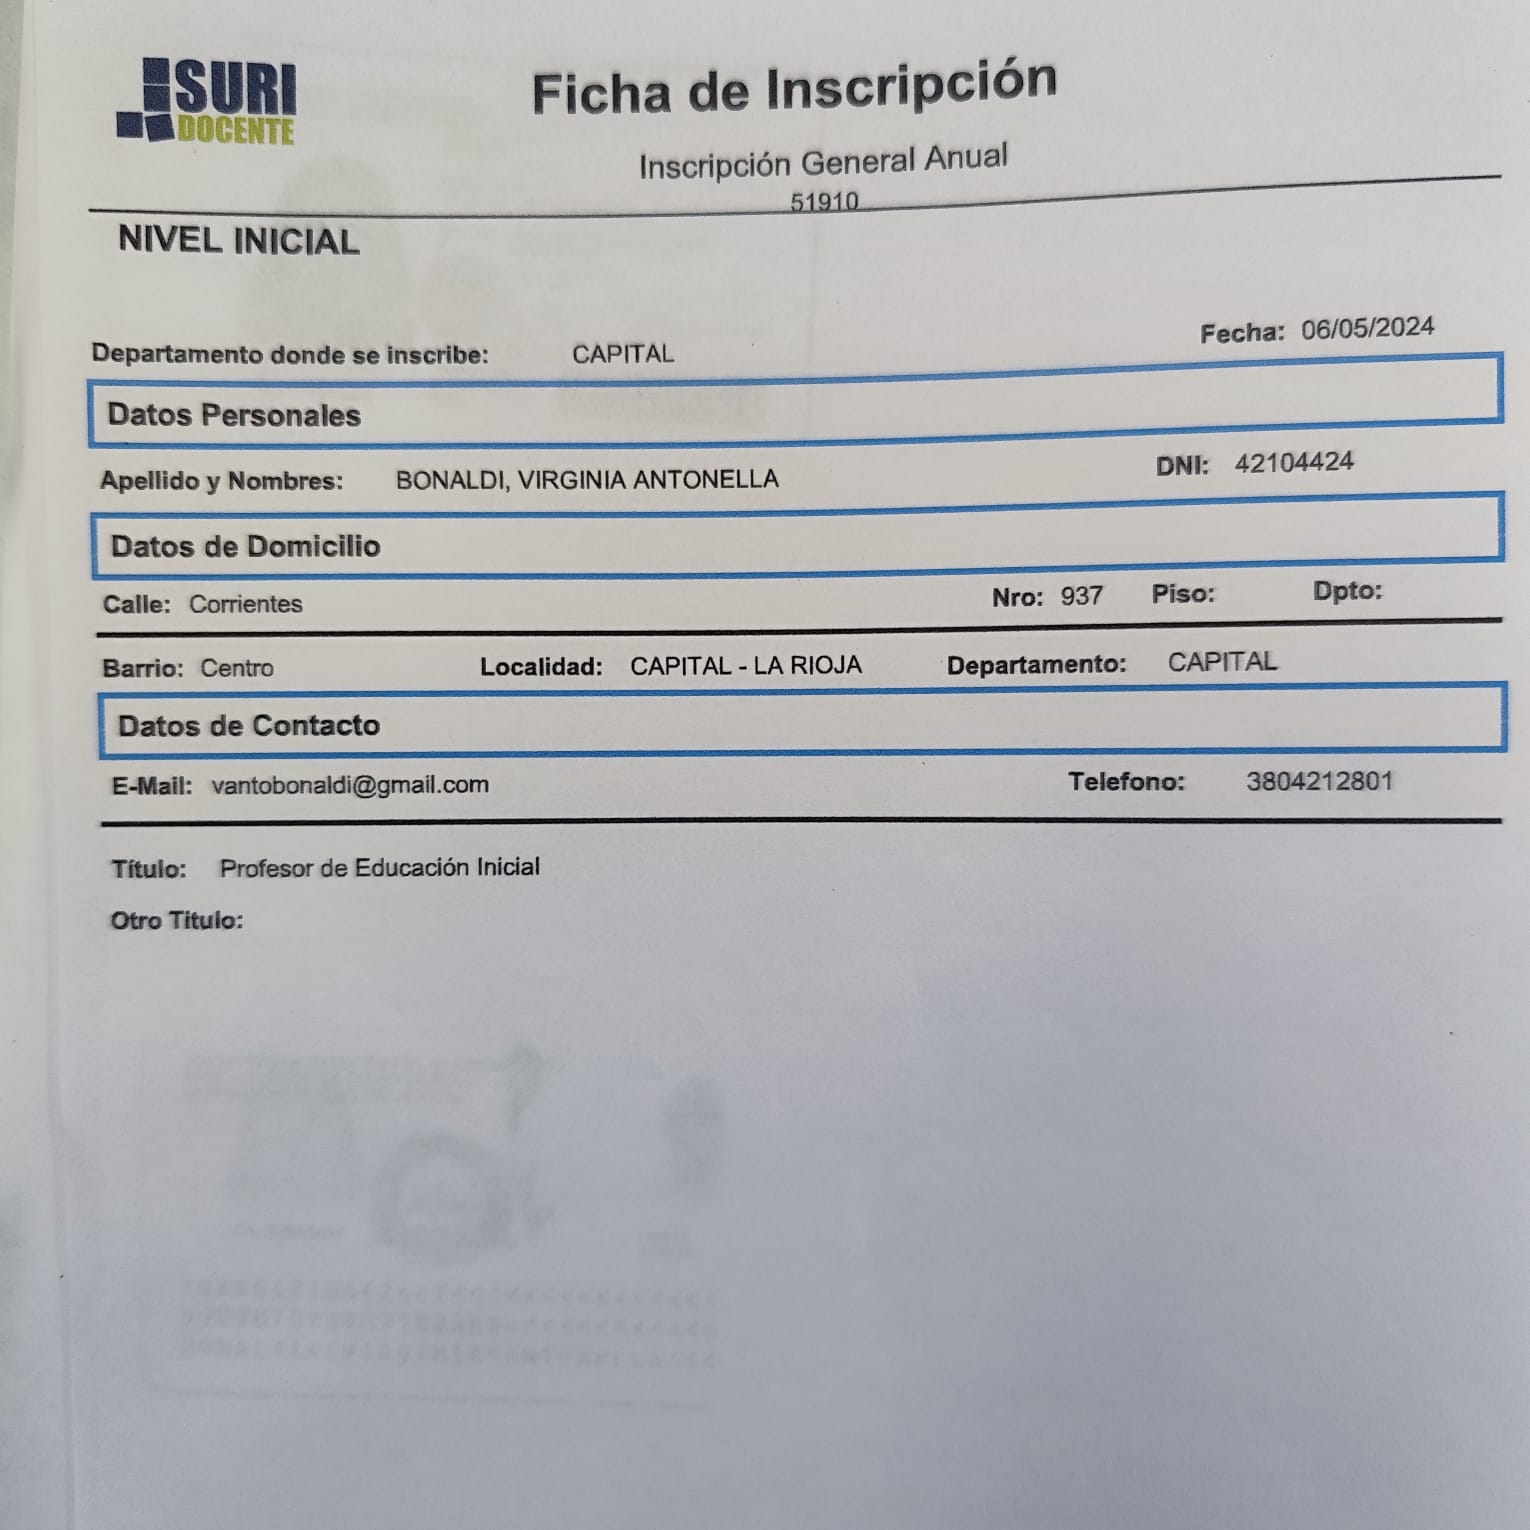 SURI
DOCENTE
Ficha de Inscripción
Inscripción General Anual
51910
NIVEL INICIAL
Fecha: 06/05/2024
Departamento donde se inscribe: CAPITAL
Datos Personales
Apellido y Nombres: BONALDI, VIRGINIA ANTONELLA DNI: 42104424
Datos de Domicilio
Calle: Corrientes Nro: 937 Piso: Dpto:
Barrio: Centro Localidad: CAPITAL - LA RIOJA Departamento: CAPITAL
Datos de Contacto
E-Mail: vantobonaldi@gmail.com Telefono: 3804212801
Título: Profesor de Educación Inicial
Otro Titulo: